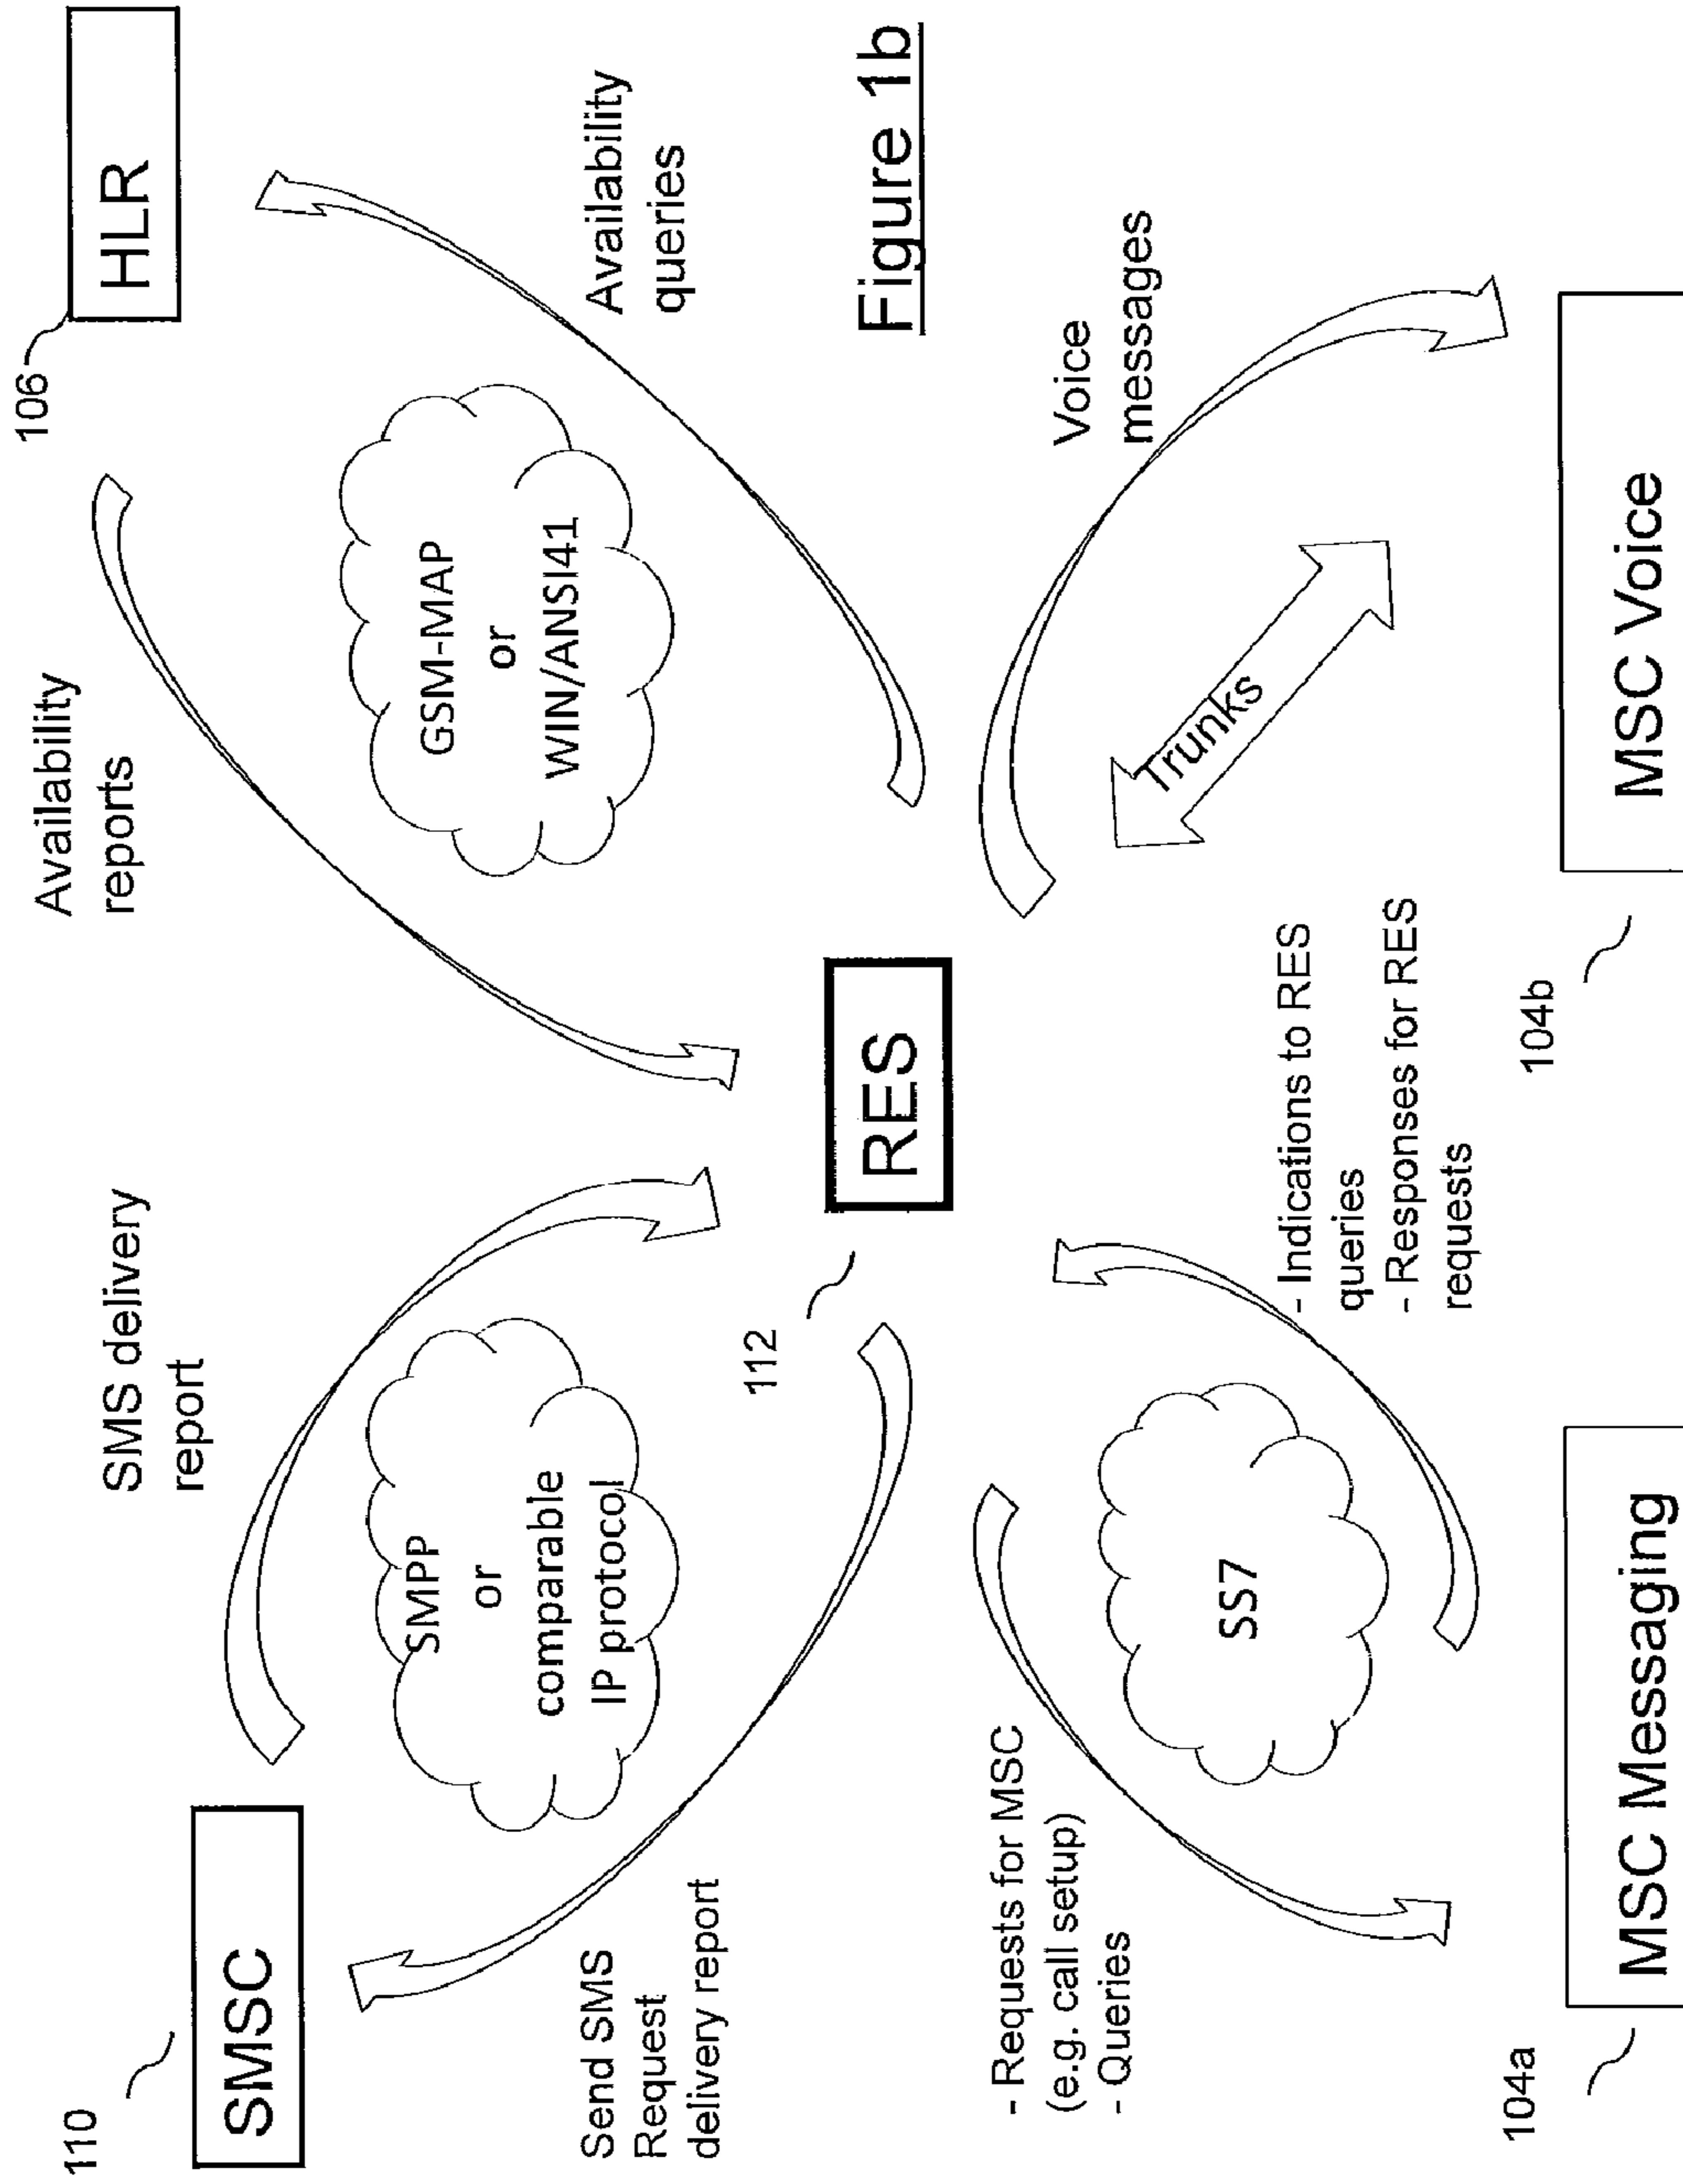 110
SMSC
SMS delivery
report
SMPP
or
comparable
IP protocol
Send SMS
Request
delivery report
Availability
reports
106
HLR
GSM-MAP
or
WIN/ANSI41
Availability
queries
112
RES
Figure 1b
- Requests for MSC
(e.g. call setup)
- Queries
SS7
- Indications to RES
queries
- Responses for RES
requests
Voice
messages
Trunks
104a
MSC Messaging
104b
MSC Voice